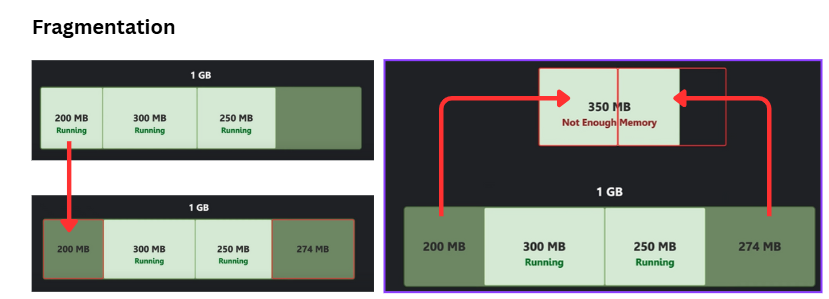 Fragmentation
1 GB
200 MB
Running
300 MB
Running
250 MB
Running
1 GB
200 MB
300 MB
Running
250 MB
Running
274 MB
350 MB
Not Enough Memory
1 GB
200 MB
300 MB
Running
250 MB
Running
274 MB